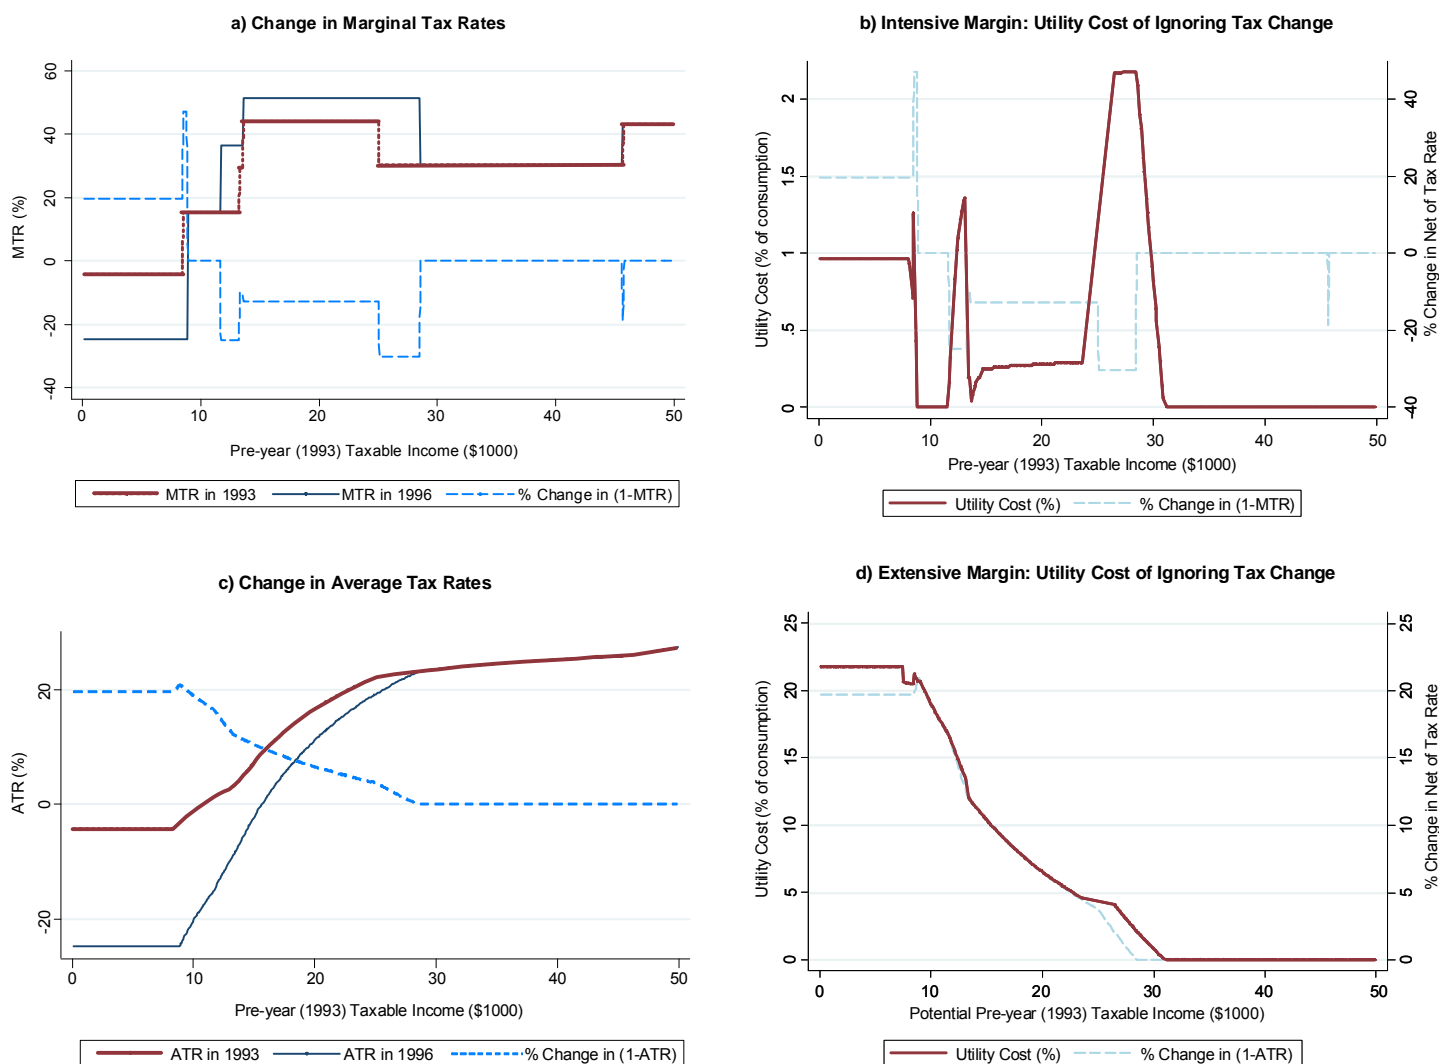 a) Change in Marginal Tax Rates
MTR (%)
60
40
20
0
-20
-40
0 10 20 30 40 50
Pre-year (1993) Taxable Income ($1000)
MTR in 1993 MTR in 1996 % Change in (1-MTR)
b) Intensive Margin: Utility Cost of Ignoring Tax Change
Utility Cost (% of consumption)
2
1.5
1
.5
0
% Change in Net of Tax Rate
40
20
0
-20
-40
0 10 20 30 40 50
Pre-year (1993) Taxable Income ($1000)
Utility Cost (%) % Change in (1-MTR)
c) Change in Average Tax Rates
ATR (%)
20
0
-20
0 10 20 30 40 50
Pre-year (1993) Taxable Income ($1000)
ATR in 1993 ATR in 1996 % Change in (1-ATR)
d) Extensive Margin: Utility Cost of Ignoring Tax Change
Utility Cost (% of consumption)
25
20
15
10
5
0
% Change in Net of Tax Rate
25
20
15
10
5
0
0 10 20 30 40 50
Potential Pre-year (1993) Taxable Income ($1000)
Utility Cost (%) % Change in (1-ATR)